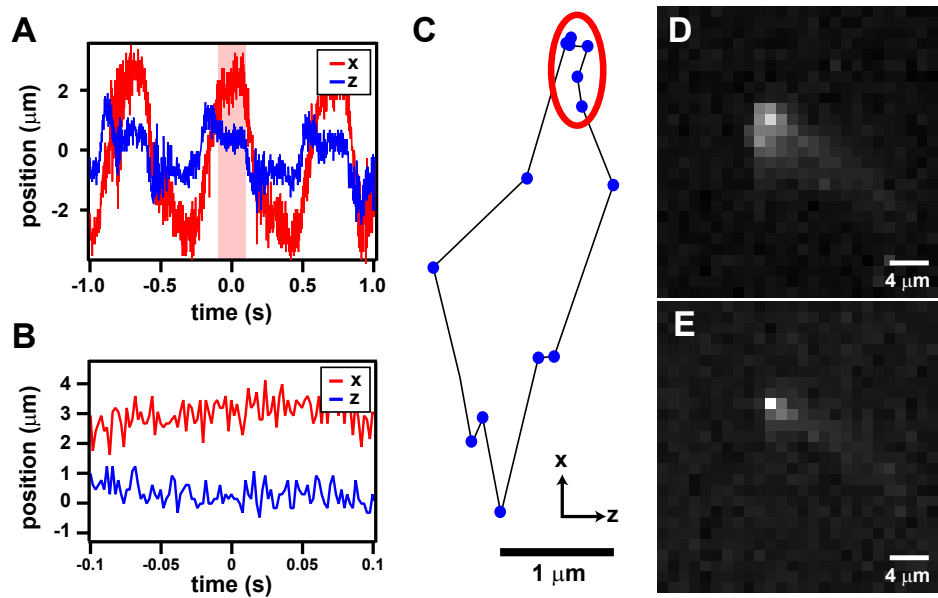 A
position (μm)
2
0
-2
x
z
-1.0
-0.5
0.0
0.5
1.0
time (s)
B
position (μm)
4
3
2
1
0
-1
x
z
-0.1
-0.05
0
0.05
0.1
time (s)
C
x
z
1 μm
D
4 μm
E
4 μm